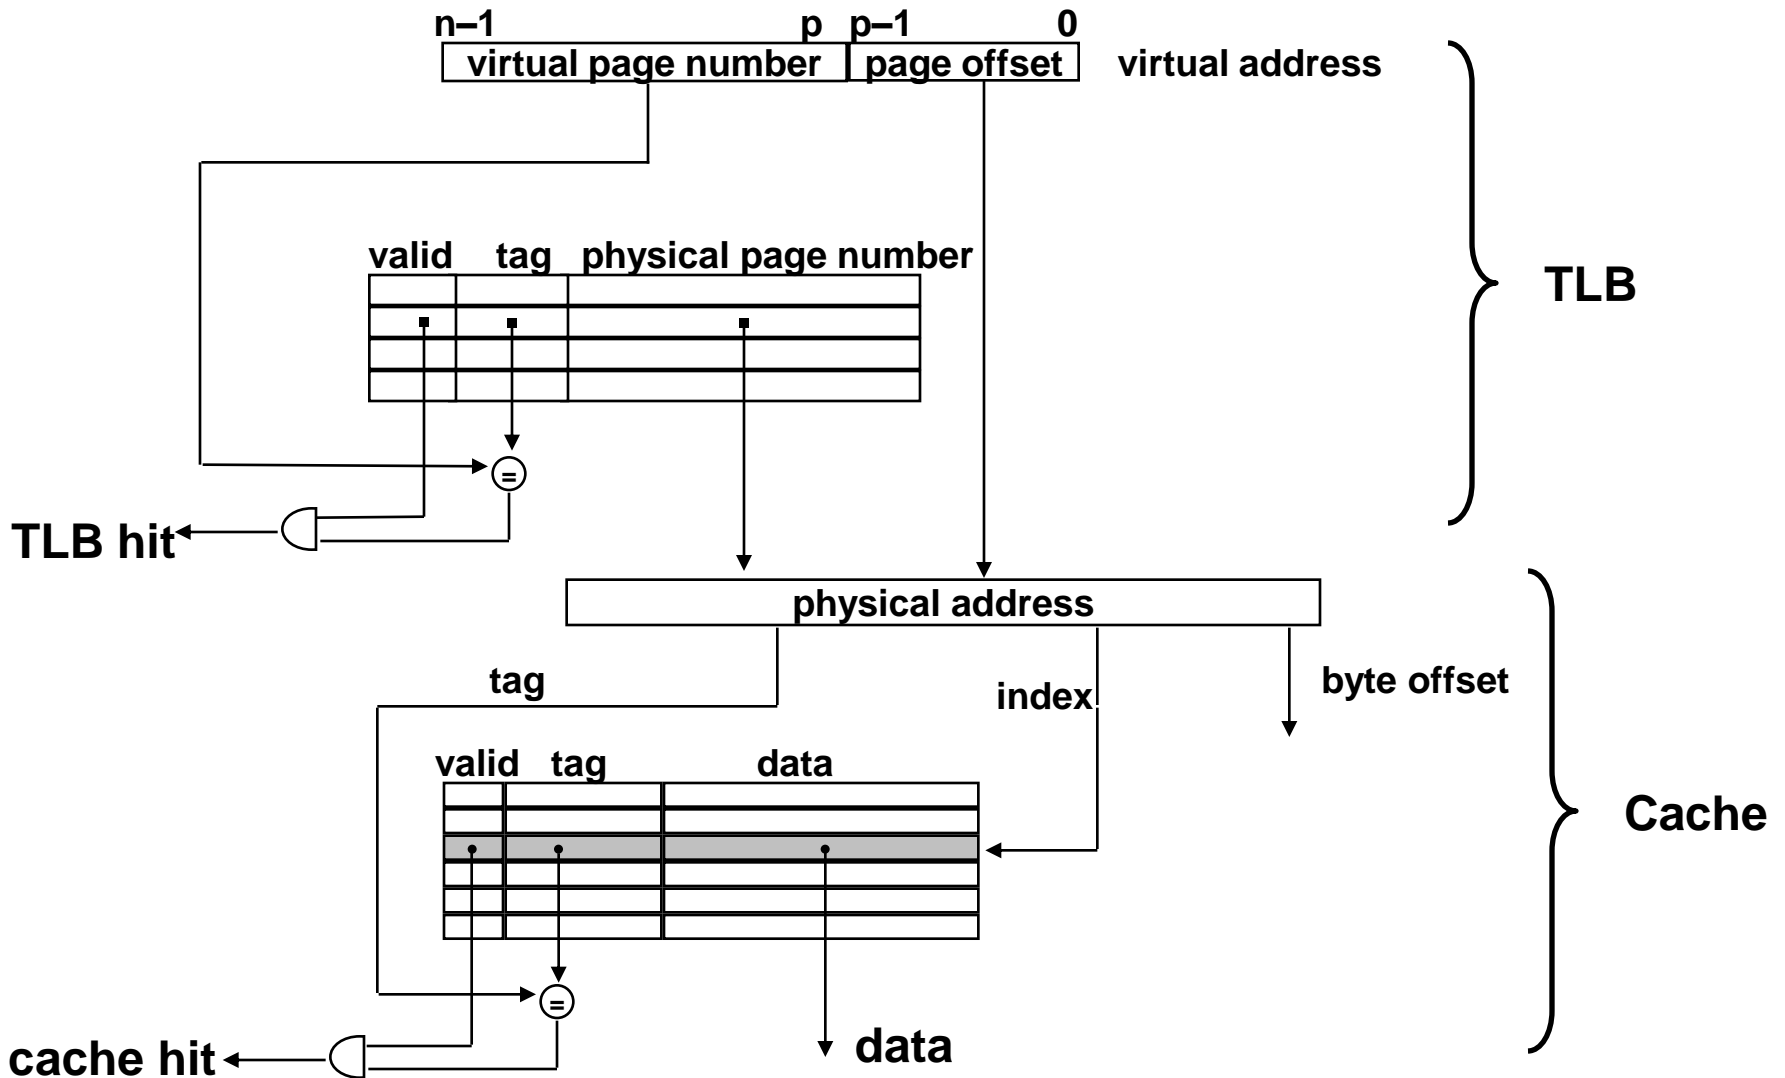 n–1 p p–1 0
virtual page number page offset virtual address
valid tag physical page number
TLB
=
TLB hit
physical address
tag
index
byte offset
valid tag data
Cache
=
cache hit
data